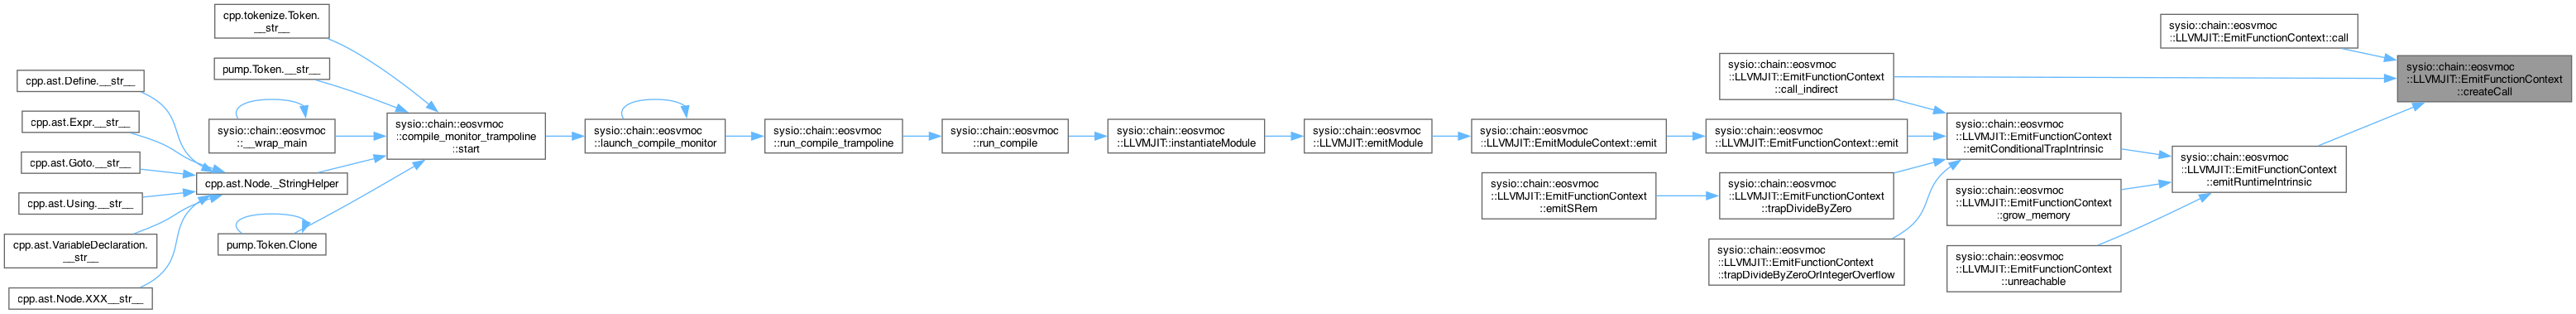 cpp.tokenize.Token.
__str__
pump.Token.__str__
cpp.ast.Define.__str__
cpp.ast.Expr.__str__
cpp.ast.Goto.__str__
cpp.ast.Using.__str__
cpp.ast.VariableDeclaration.
__str__
cpp.ast.Node.XXX__str__
sysio::chain::eosvmoc
::__wrap_main
cpp.ast.Node._StringHelper
pump.Token.Clone
sysio::chain::eosvmoc
::compile_monitor_trampoline
::start
sysio::chain::eosvmoc
::launch_compile_monitor
sysio::chain::eosvmoc
::run_compile_trampoline
sysio::chain::eosvmoc
::run_compile
sysio::chain::eosvmoc
::LLVMJIT::instantiateModule
sysio::chain::eosvmoc
::LLVMJIT::emitModule
sysio::chain::eosvmoc
::LLVMJIT::EmitModuleContext::emit
sysio::chain::eosvmoc
::LLVMJIT::EmitFunctionContext
::emitSRem
sysio::chain::eosvmoc
::LLVMJIT::EmitFunctionContext::emit
sysio::chain::eosvmoc
::LLVMJIT::EmitFunctionContext
::trapDivideByZero
sysio::chain::eosvmoc
::LLVMJIT::EmitFunctionContext
::trapDivideByZeroOrIntegerOverflow
sysio::chain::eosvmoc
::LLVMJIT::EmitFunctionContext
::call_indirect
sysio::chain::eosvmoc
::LLVMJIT::EmitFunctionContext
::emitConditionalTrapIntrinsic
sysio::chain::eosvmoc
::LLVMJIT::EmitFunctionContext
::grow_memory
sysio::chain::eosvmoc
::LLVMJIT::EmitFunctionContext
::unreachable
sysio::chain::eosvmoc
::LLVMJIT::EmitFunctionContext::call
sysio::chain::eosvmoc
::LLVMJIT::EmitFunctionContext
::emitRuntimeIntrinsic
sysio::chain::eosvmoc
::LLVMJIT::EmitFunctionContext
::createCall